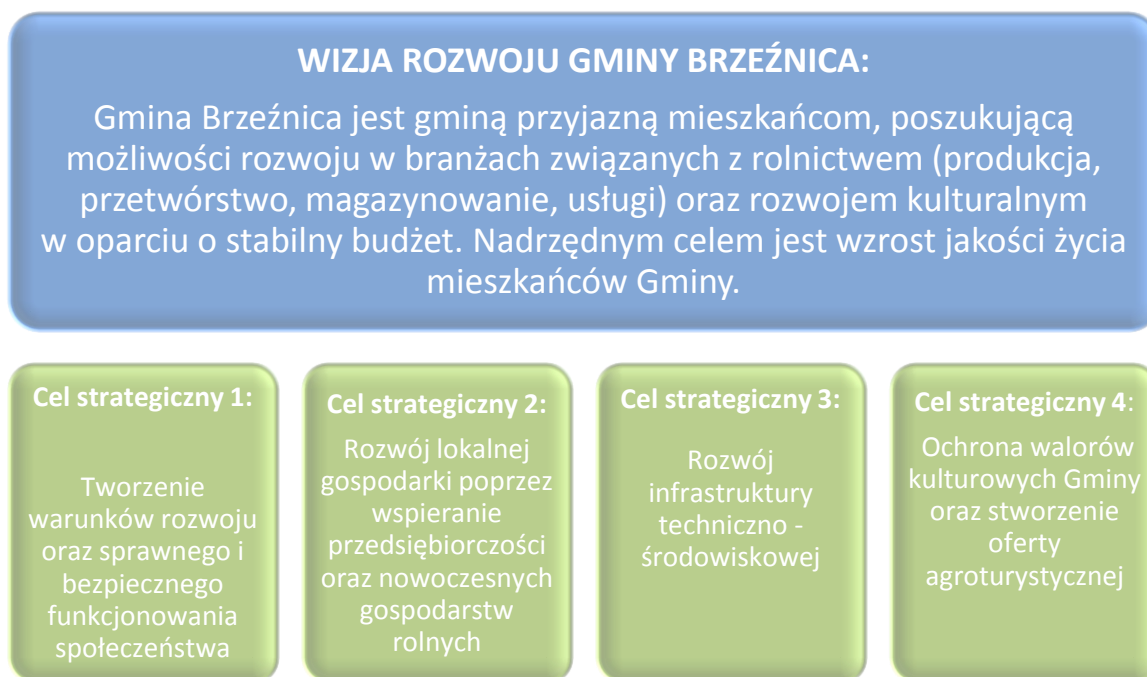 WIZJA ROZWOJU GMINY BRZEŹNICA:
Gmina Brzeźnica jest gminą przyjazną mieszkańcom, poszukującą
możliwości rozwoju w branżach związanych z rolnictwem (produkcja,
przetwórstwo, magazynowanie, usługi) oraz rozwojem kulturalnym
w oparciu o stabilny budżet. Nadrzędnym celem jest wzrost jakości życia
mieszkańców Gminy.
Cel strategiczny 1:
Tworzenie
warunków rozwoju
oraz sprawnego i
bezpiecznego
funkcjonowania
społeczeństwa
Cel strategiczny 2:
Rozwój lokalnej
gospodarki poprzez
wspieranie
przedsiębiorczości
oraz nowoczesnych
gospodarstw
rolnych
Cel strategiczny 3:
Rozwój
infrastruktury
techniczno -
środowiskowej
Cel strategiczny 4:
Ochrona walorów
kulturowych Gminy
oraz stworzenie
oferty
agroturystycznej